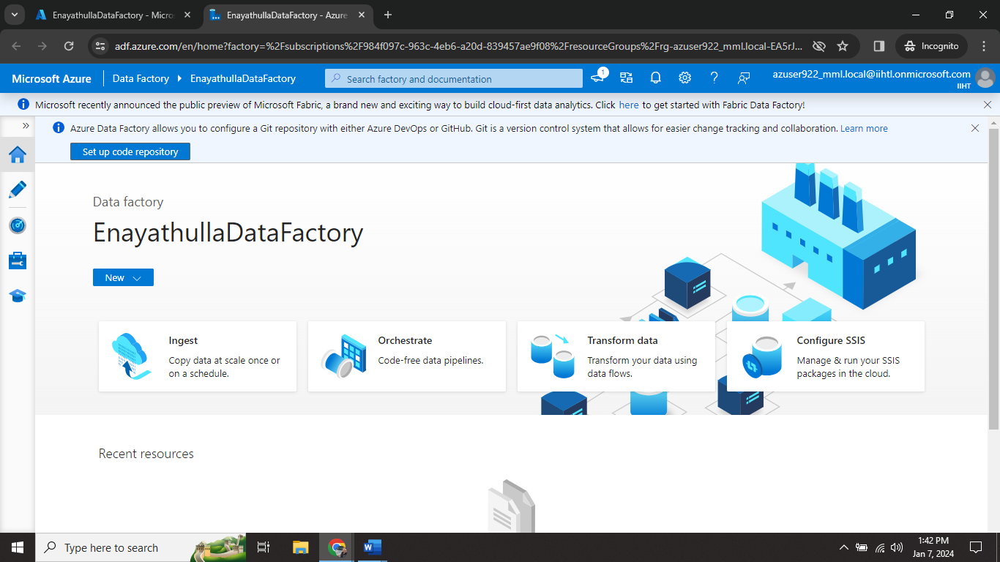 EnayathullaDataFactory - Micro
EnayathullaDataFactory - Azure
adf.azure.com/en/home?factory=%2Fsubscriptions%2F984f097c-963c-4eb6-a20d-839457ae9f08%2FresourceGroups%2Frg-azuser922_mml.local-EA5rJ...
Incognito
Microsoft Azure
Data Factory
EnayathullaDataFactory
Search factory and documentation
1
azuser922_mml.local@iihtl.onmicrosoft.com
IIHT
Microsoft recently announced the public preview of Microsoft Fabric, a brand new and exciting way to build cloud-first data analytics. Click here to get started with Fabric Data Factory!
Azure Data Factory allows you to configure a Git repository with either Azure DevOps or GitHub. Git is a version control system that allows for easier change tracking and collaboration. Learn more
Set up code repository
Data factory
EnayathullaDataFactory
New
Ingest
Copy data at scale once or
on a schedule.
Orchestrate
Code-free data pipelines.
Transform data
Transform your data using
data flows.
Configure SSIS
Manage & run your SSIS
packages in the cloud.
Recent resources
Type here to search
1:42 PM
Jan 7, 2024